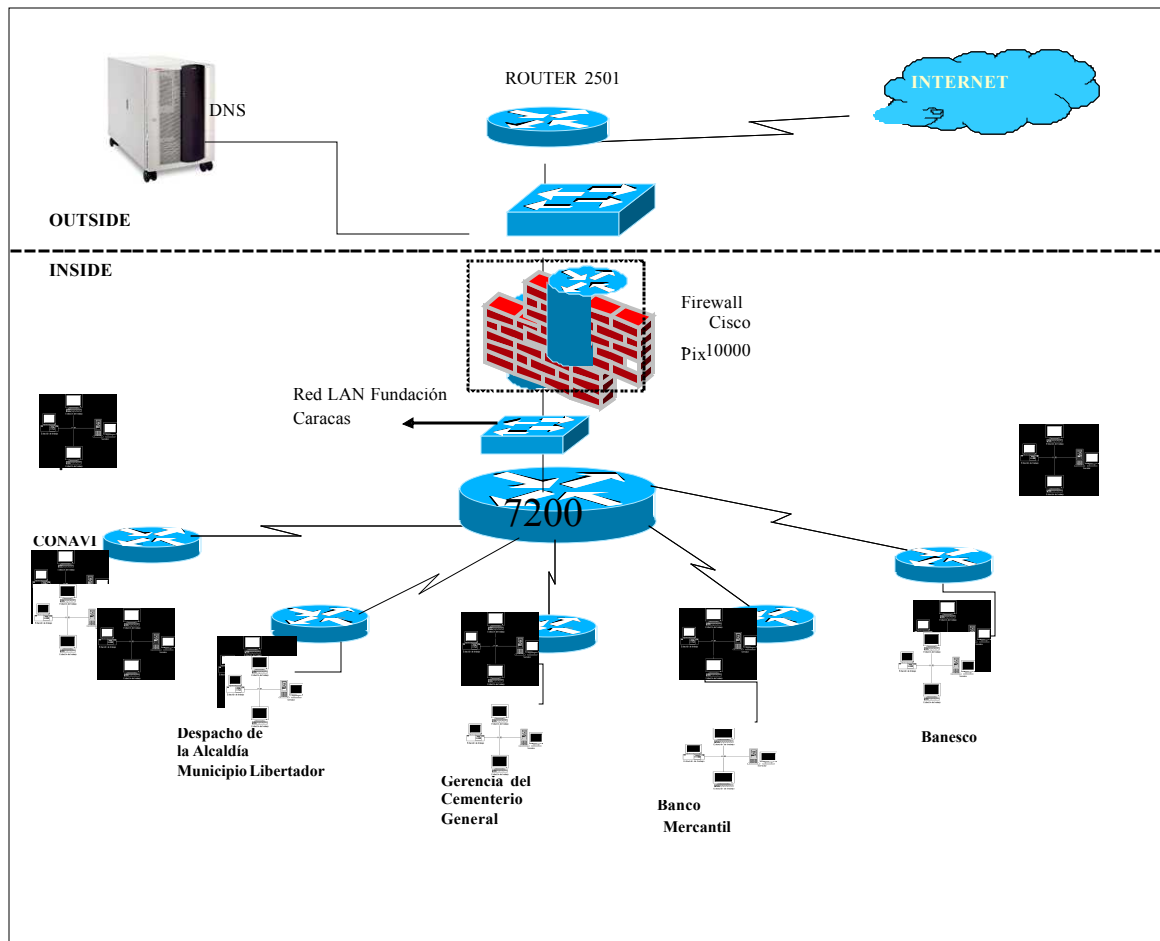 ROUTER 2501
INTERNET
DNS
OUTSIDE
INSIDE
Firewall
Cisco
Pix10000
Red LAN Fundación
Caracas
7200
CONAVI
Despacho de
la Alcaldía
Municipio Libertador
Gerencia del
Cementerio
General
Banco
Mercantil
Banesco